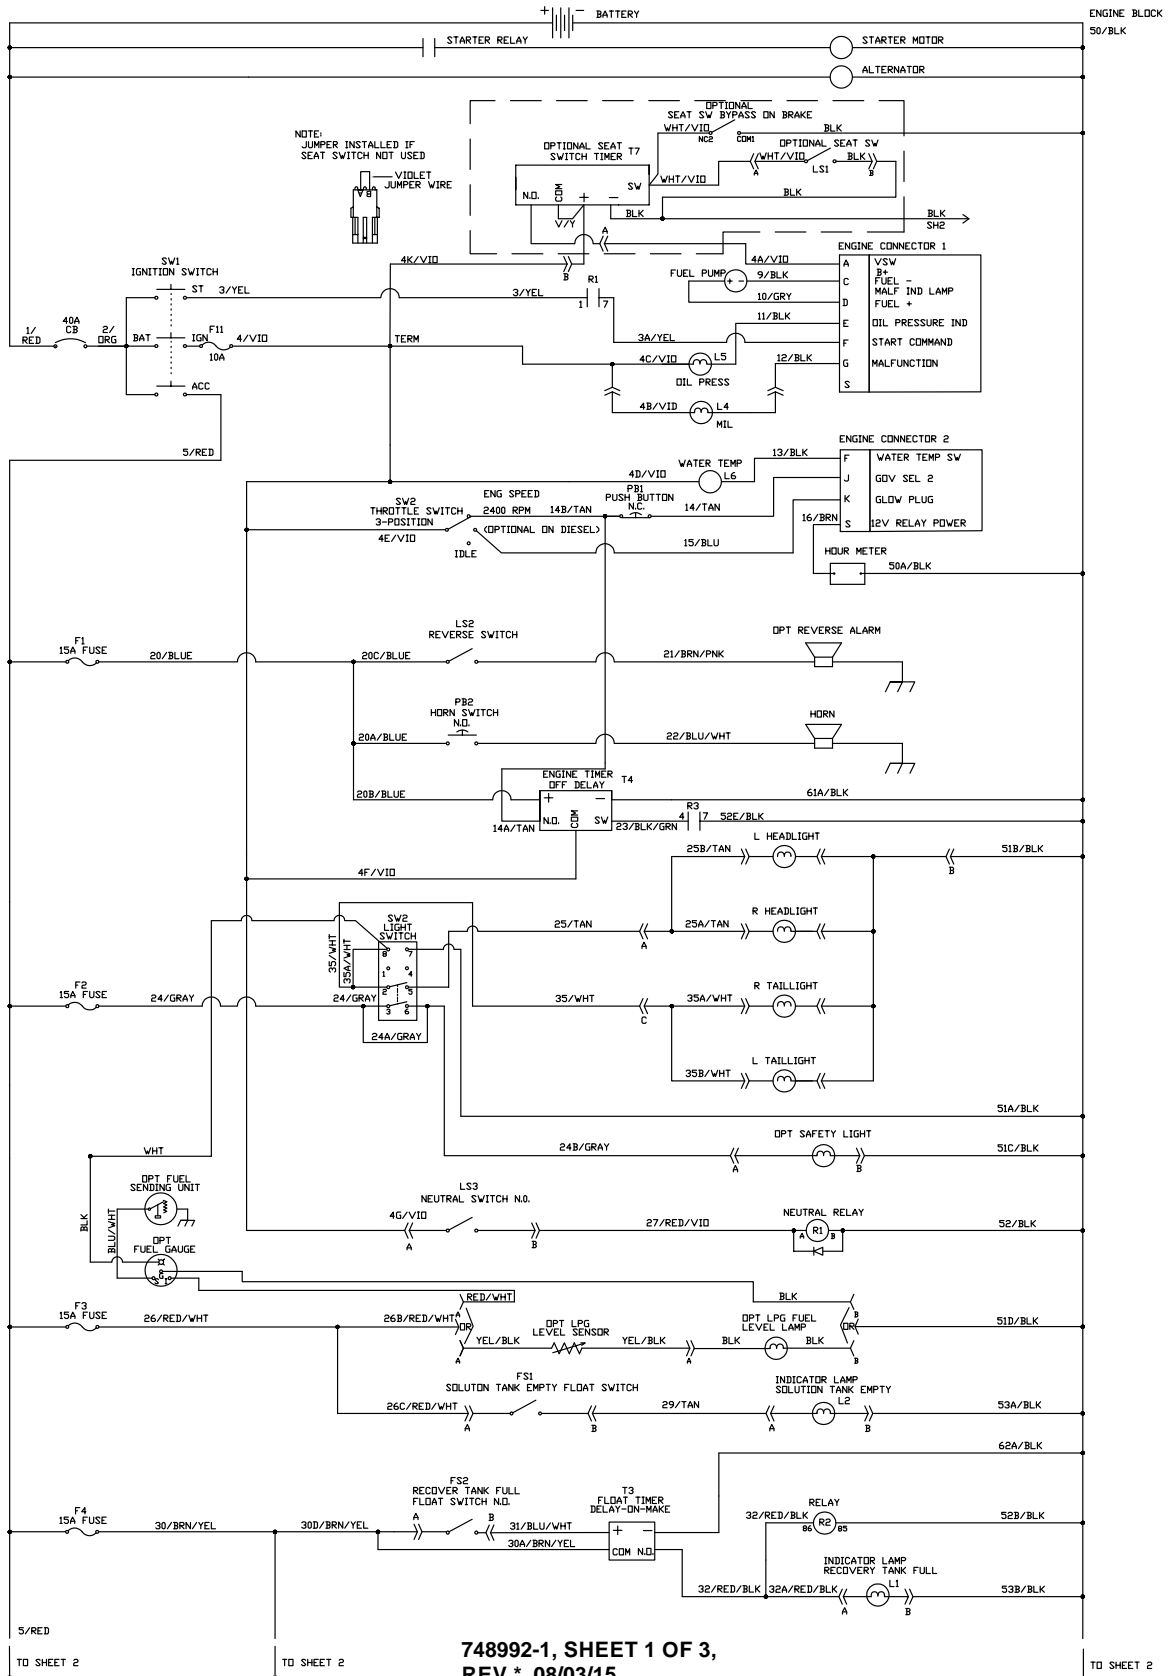 + - BATTERY
ENGINE BLOCK
50/BLK
STARTER RELAY
STARTER MOTOR
ALTERNATOR
OPTIONAL
SEAT SW BYPASS ON BRAKE
WHT/VIO
NC2
COM1
BLK
NOTE:
JUMPER INSTALLED IF
SEAT SWITCH NOT USED
VIOLET
JUMPER WIRE
B A
OPTIONAL SEAT
SWITCH TIMER T7
N.O.
COM
+
-
SW
WHT/VIO
OPTIONAL SEAT SW
WHT/VIO
A
LS1
BLK
B
BLK
V/Y
BLK
BLK
SH2
A
B
4K/VIO
4A/VIO
ENGINE CONNECTOR 1
A VSW
B+
C FUEL -
MALF IND LAMP
D FUEL +
E OIL PRESSURE IND
F START COMMAND
G MALFUNCTION
S
FUEL PUMP
+ -
9/BLK
10/GRY
11/BLK
SW1
IGNITION SWITCH
ST
3/YEL
3/YEL
R1
1 7
3A/YEL
1/
RED
40A
CB
2/
ORG
BAT
IGN
F11
10A
4/VIO
TERM
ACC
4C/VIO
L5
OIL PRESS
12/BLK
4B/VIO
L4
MIL
5/RED
ENGINE CONNECTOR 2
F WATER TEMP SW
J GOV SEL 2
K GLOW PLUG
S 12V RELAY POWER
WATER TEMP
13/BLK
4D/VIO
L6
SW2
THROTTLE SWITCH
3-POSITION
4E/VIO
ENG SPEED
2400 RPM
(OPTIONAL ON DIESEL)
IDLE
14B/TAN
PB1
PUSH BUTTON
N.C.
14/TAN
15/BLU
16/BRN
HOUR METER
50A/BLK
F1
15A FUSE
20/BLUE
20C/BLUE
LS2
REVERSE SWITCH
21/BRN/PNK
OPT REVERSE ALARM
PB2
HORN SWITCH
N.O.
20A/BLUE
22/BLU/WHT
HORN
20B/BLUE
ENGINE TIMER
OFF DELAY
T4
+ -
N.O. COM SW
14A/TAN
61A/BLK
23/BLK/GRN
R3
4 7
52E/BLK
L HEADLIGHT
25B/TAN
51B/BLK
B
4F/VIO
R HEADLIGHT
25/TAN
A
25A/TAN
SW2
LIGHT
SWITCH
35/WHT
35A/WHT
8 7
1 4
2 5
3 6
F2
15A FUSE
24/GRAY
24/GRAY
24A/GRAY
35/WHT
C
35A/WHT
R TAILLIGHT
35B/WHT
L TAILLIGHT
51A/BLK
24B/GRAY
A
OPT SAFETY LIGHT
B
51C/BLK
WHT
OPT FUEL
SENDING UNIT
BLK
BLU/WHT
OPT
FUEL GAUGE
S G I
LS3
NEUTRAL SWITCH N.O.
4G/VIO
A
B
27/RED/VIO
NEUTRAL RELAY
A R1 B
52/BLK
F3
15A FUSE
26/RED/WHT
26B/RED/WHT
RED/WHT
A
OR
A
YEL/BLK
OPT LPG
LEVEL SENSOR
YEL/BLK
A
BLK
OPT LPG FUEL
LEVEL LAMP
BLK
BLK
B
OR
B
51D/BLK
FS1
SOLUTON TANK EMPTY FLOAT SWITCH
26C/RED/WHT
A
B
29/TAN
A
INDICATOR LAMP
SOLUTION TANK EMPTY
L2
B
53A/BLK
62A/BLK
F4
15A FUSE
30/BRN/YEL
30D/BRN/YEL
FS2
RECOVER TANK FULL
FLOAT SWITCH N.O.
A
B
31/BLU/WHT
30A/BRN/YEL
T3
FLOAT TIMER
DELAY-ON-MAKE
+ -
COM N.O.
RELAY
32/RED/BLK
86 R2 85
52B/BLK
INDICATOR LAMP
RECOVERY TANK FULL
32/RED/BLK
32A/RED/BLK
A
L1
B
53B/BLK
5/RED
TO SHEET 2
TO SHEET 2
TO SHEET 2
748992-1, SHEET 1 OF 3,
REV *, 08/03/15